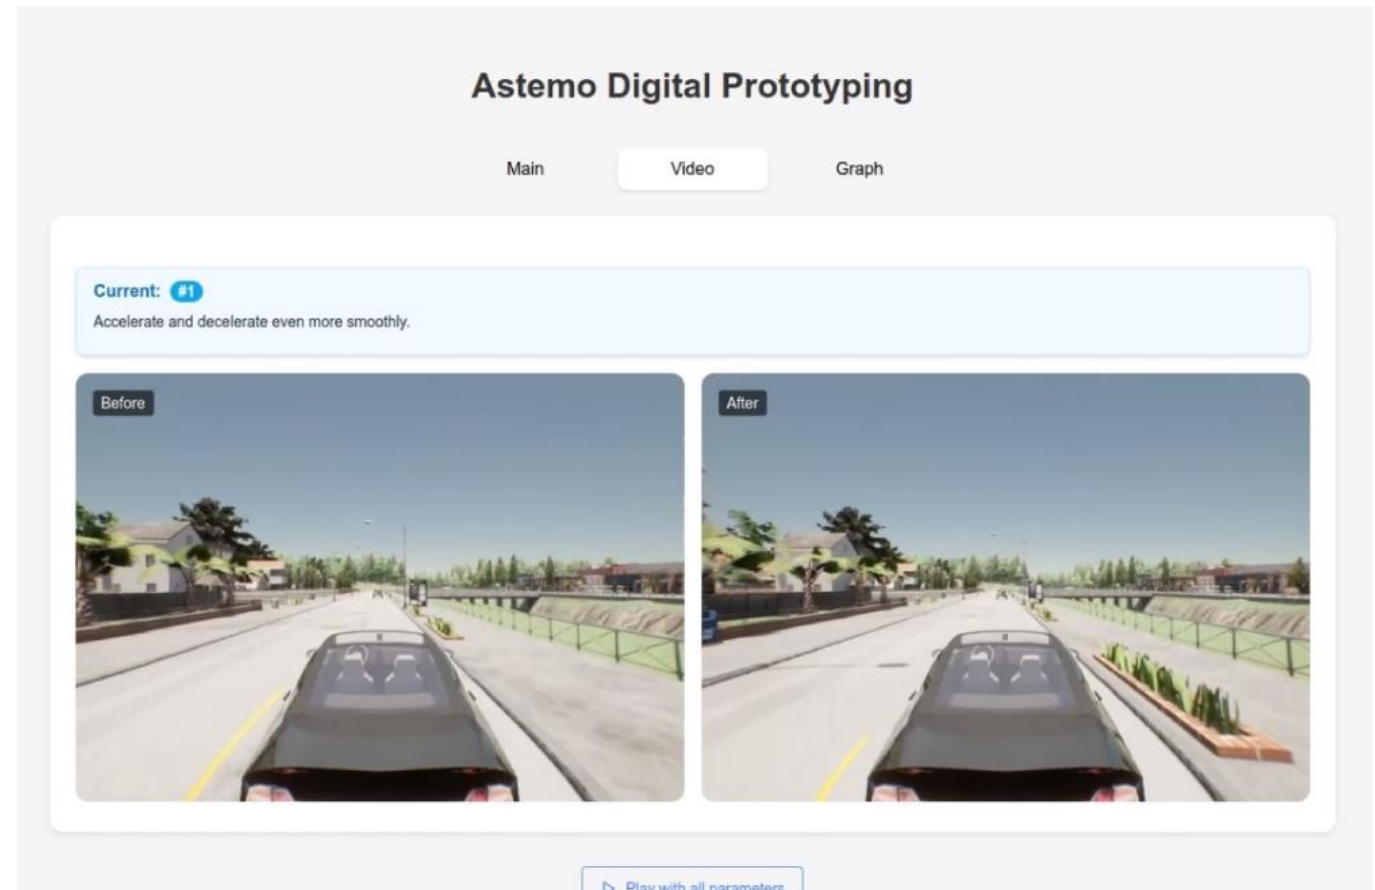 Astemo Digital Prototyping
Main Video Graph
Current: #1
Accelerate and decelerate even more smoothly.
Before After
Play with all parameters